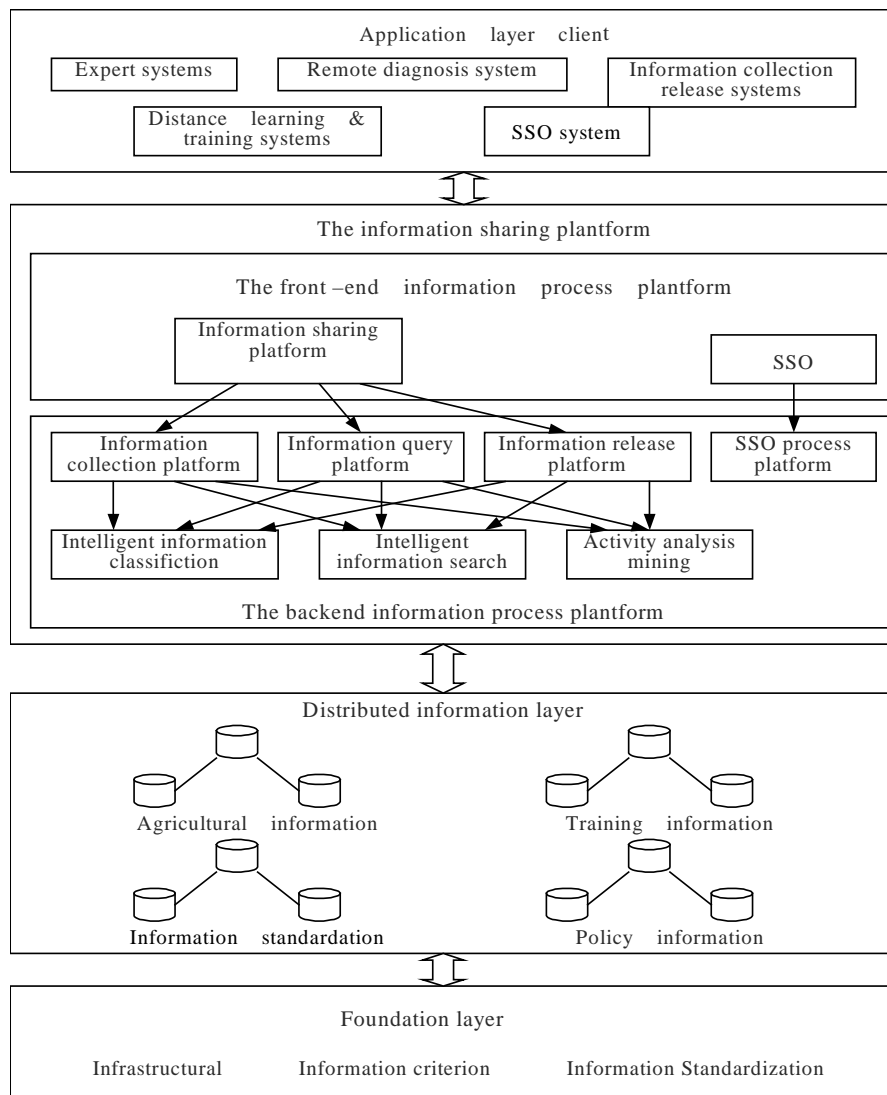 Application layer client
Expert systems
Remote diagnosis system
Information collection
release systems
Distance learning &
training systems
SSO system
The information sharing plantform
The front –end information process plantform
Information sharing
platform
SSO
Information
collection platform
Information query
platform
Information release
platform
SSO process
platform
Intelligent information
classifiction
Intelligent
information search
Activity analysis
mining
The backend information process plantform
Distributed information layer
Agricultural information
Training information
Information standardation
Policy information
Foundation layer
Infrastructural
Information criterion
Information Standardization